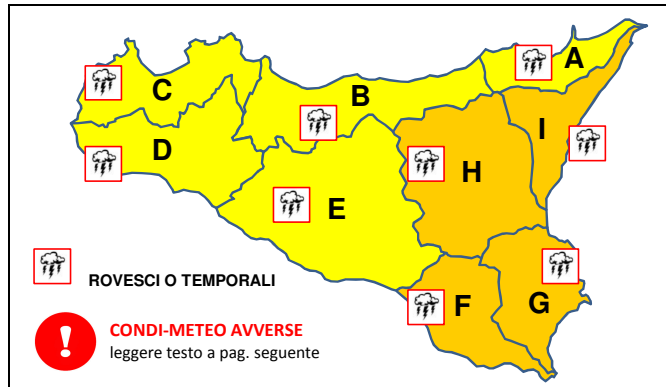 A
C
B
I
D
H
E
F
G
ROVESCI O TEMPORALI
!
CONDI-METEO AVVERSE
leggere testo a pag. seguente